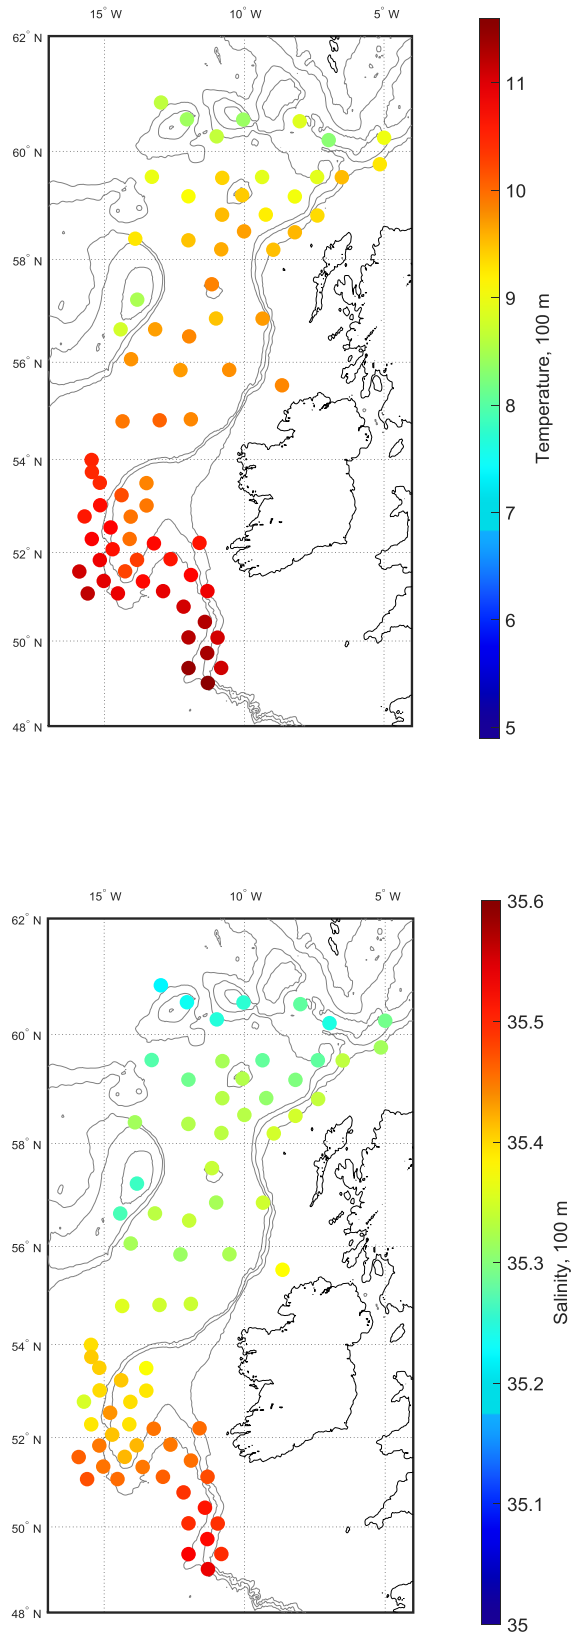 15° W 10° W 5° W
62° N
60° N
58° N
56° N
54° N
52° N
50° N
48° N
11
10
9
8
7
6
5
Temperature, 100 m
15° W 10° W 5° W
62° N
60° N
58° N
56° N
54° N
52° N
50° N
48° N
35.6
35.5
35.4
35.3
35.2
35.1
35
Salinity, 100 m